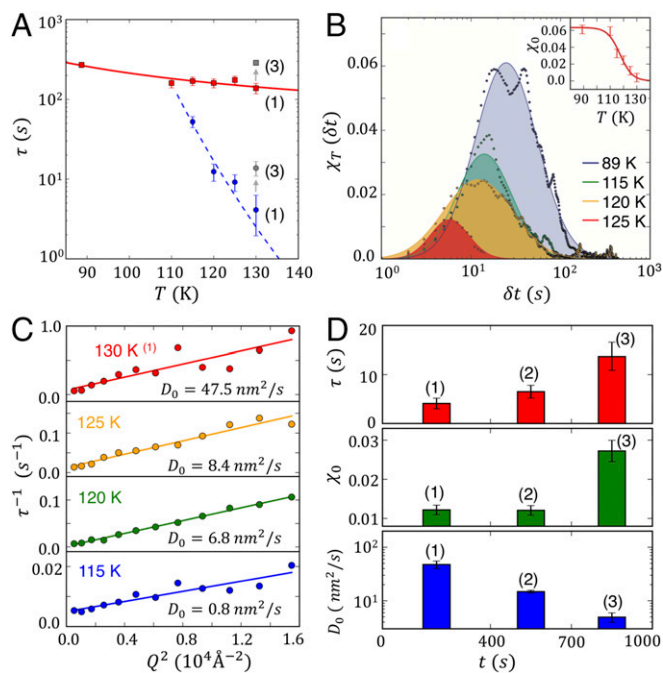 A
τ (s)
10³
10²
10¹
10⁰
(3)
(1)
(3)
(1)
90 100 110 120 130 140
T (K)
B
χT (δt)
0.08
0.06
0.04
0.02
0.0
χ₀
0.06
0.04
0.02
0.0
90 110 130
T (K)
89 K
115 K
120 K
125 K
10⁰ 10¹ 10² 10³
δt (s)
C
τ⁻¹ (s⁻¹)
1.0
130 K (1)
D₀ = 47.5 nm²/s
0.0
125 K
0.1
D₀ = 8.4 nm²/s
0.0
120 K
0.1
D₀ = 6.8 nm²/s
0.0
115 K
0.02
D₀ = 0.8 nm²/s
0.0
0.0 0.4 0.8 1.2 1.6
Q² (10⁴Å⁻²)
D
τ (s)
20
10
0
(1) (2) (3)
χ₀
0.03
0.02
0.01
(1) (2) (3)
D₀ ( nm²/s)
10²
10¹
(1) (2) (3)
0 400 700 1000
t (s)